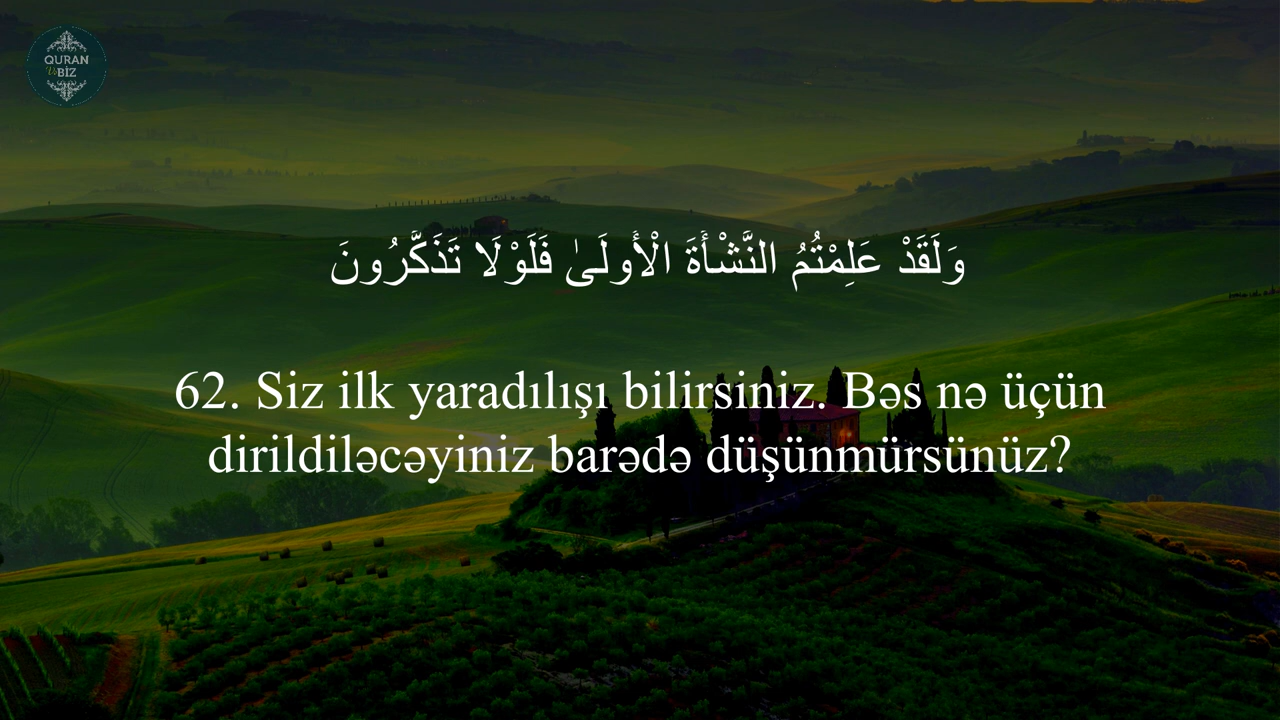 QURAN
Və BİZ
وَلَقَدْ عَلِمْتُمُ النَّشْأَةَ الْأُولَىٰ فَلَوْلَا تَذَكَّرُونَ
62. Siz ilk yaradılışı bilirsiniz. Bəs nə üçün
dirildiləcəyiniz barədə düşünmürsünüz?